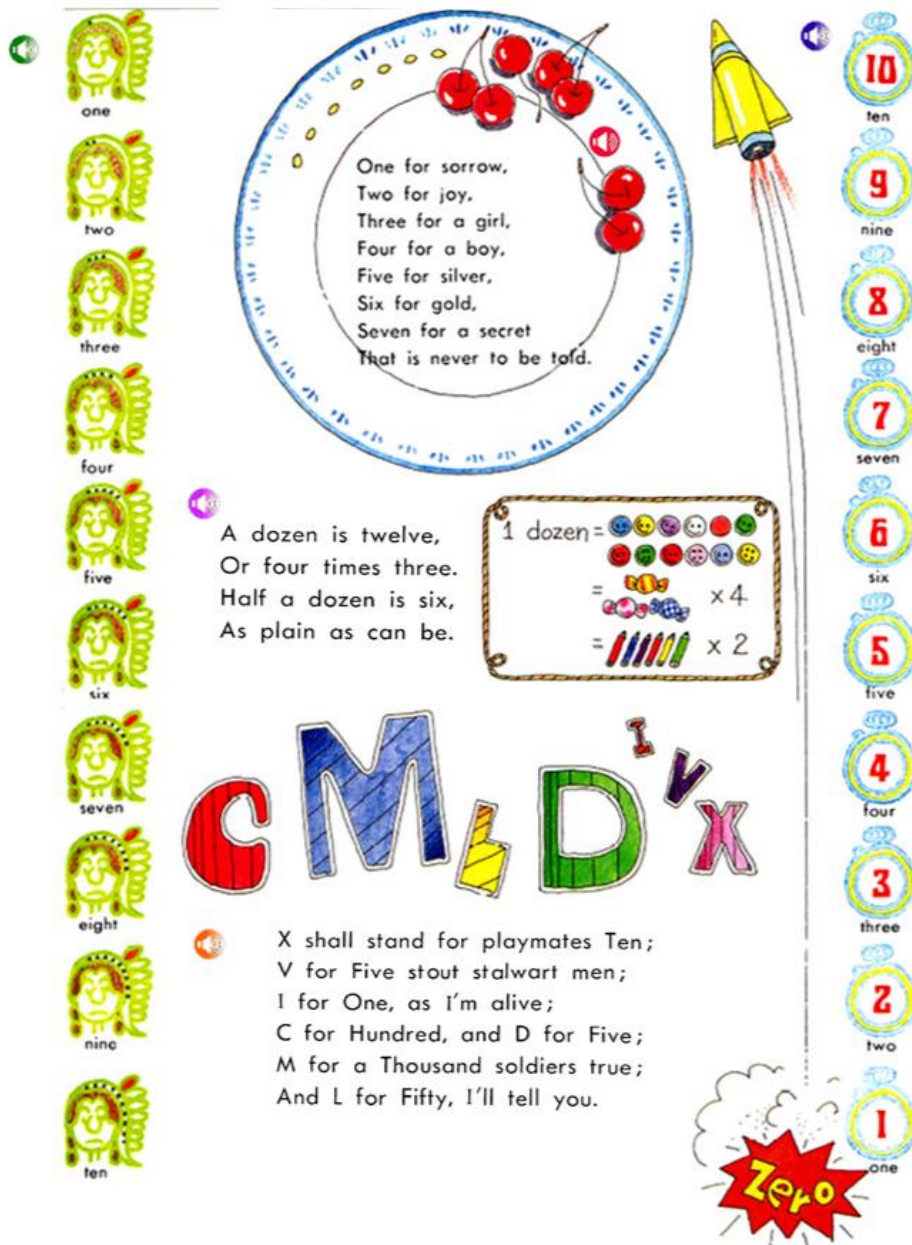 one
two
three
four
five
six
seven
eight
nine
ten
One for sorrow,
Two for joy,
Three for a girl,
Four for a boy,
Five for silver,
Six for gold,
Seven for a secret
That is never to be told.
A dozen is twelve,
Or four times three.
Half a dozen is six,
As plain as can be.
1 dozen =
= x 4
= x 2
C M L D I V X
X shall stand for playmates Ten;
V for Five stout stalwart men;
I for One, as I'm alive;
C for Hundred, and D for Five;
M for a Thousand soldiers true;
And L for Fifty, I'll tell you.
10
ten
9
nine
8
eight
7
seven
6
six
5
five
4
four
3
three
2
two
1
one
Zero